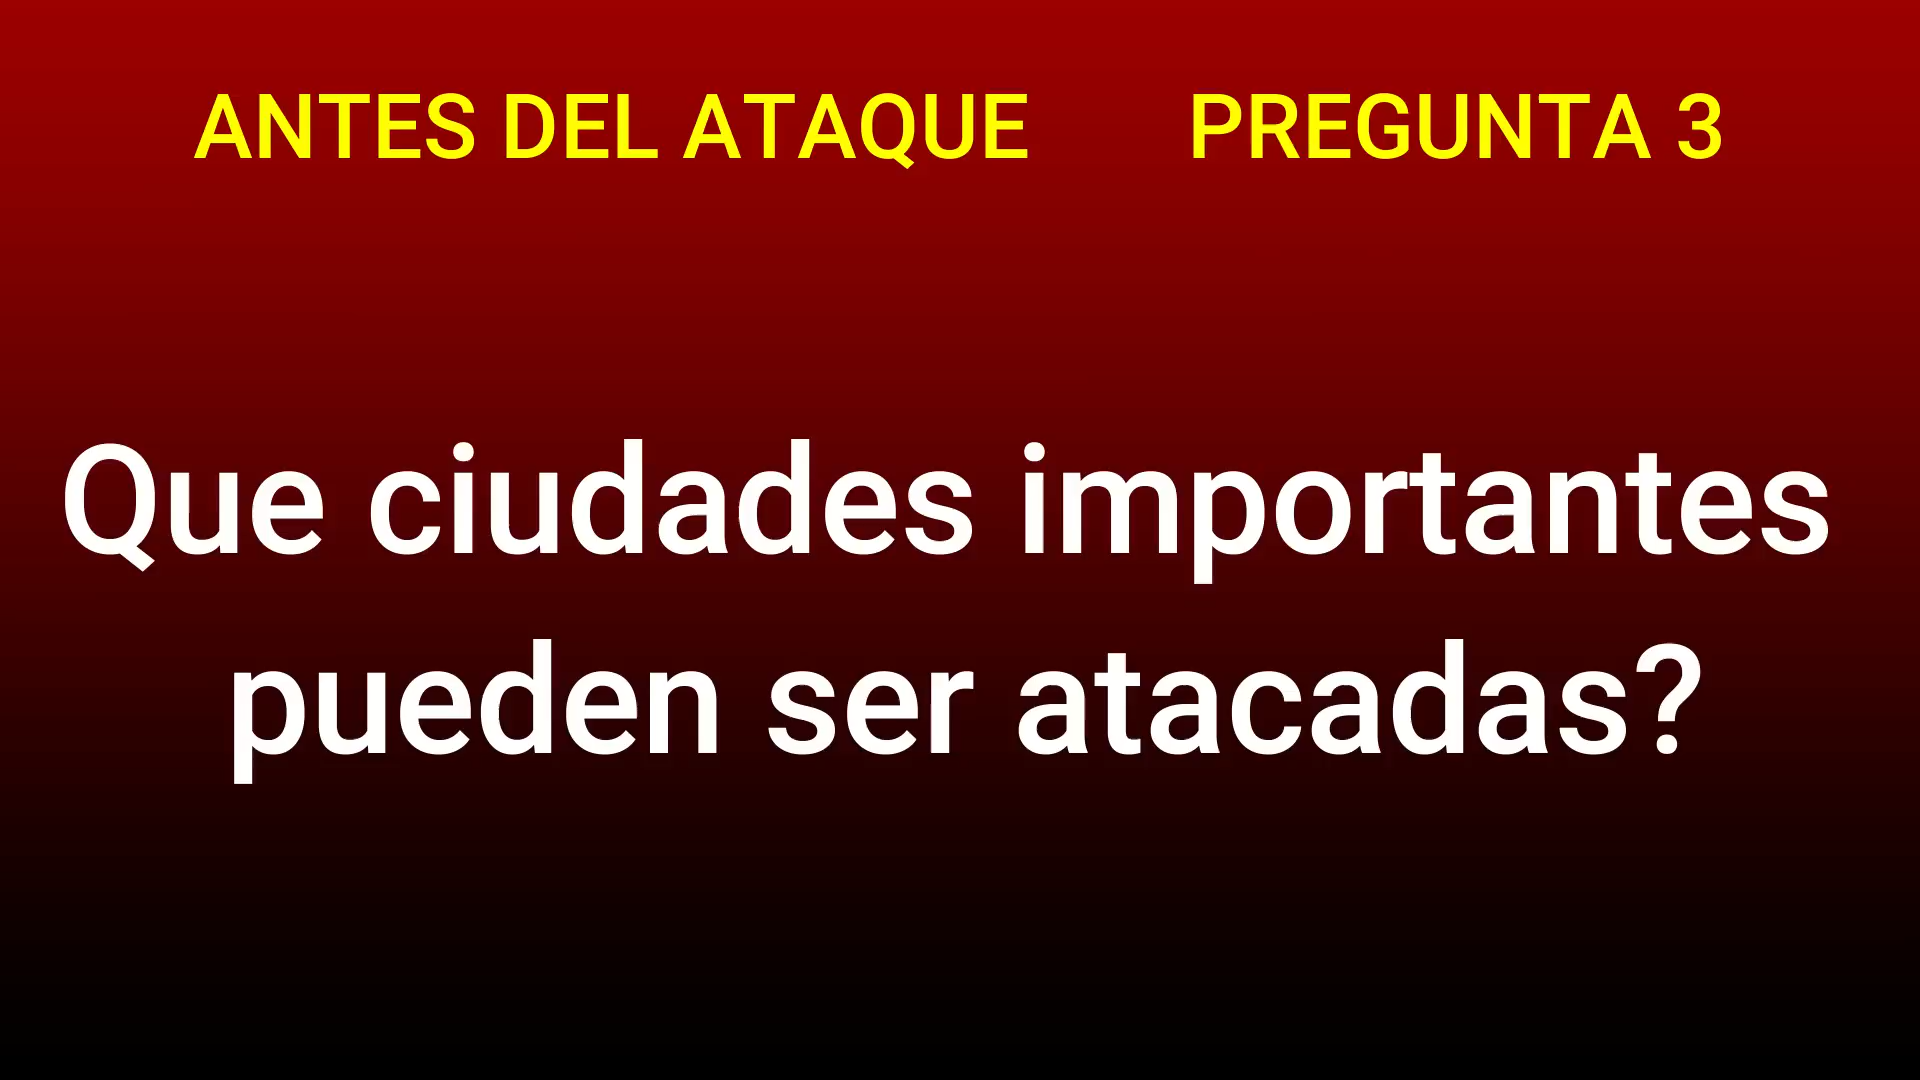 ANTES DEL ATAQUE PREGUNTA 3
Que ciudades importantes
pueden ser atacadas?